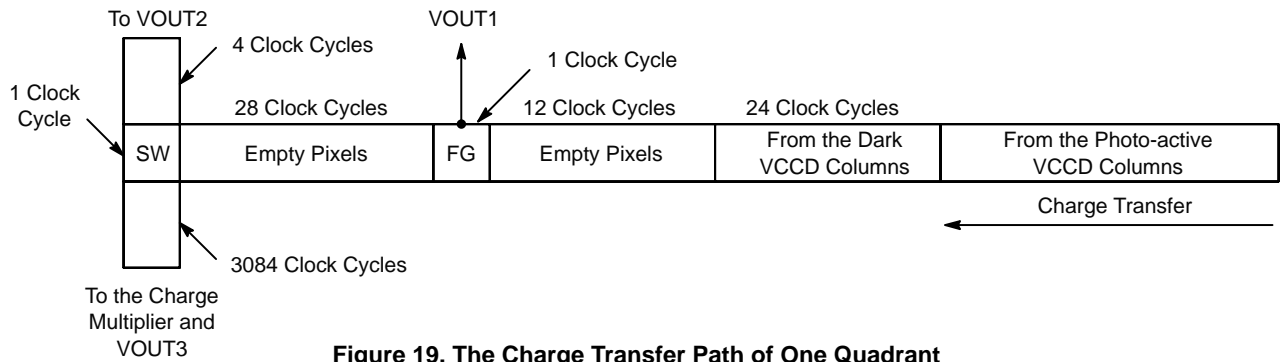 To VOUT2
VOUT1
4 Clock Cycles
1 Clock Cycle
1 Clock
Cycle
28 Clock Cycles
12 Clock Cycles
24 Clock Cycles
SW
Empty Pixels
FG
Empty Pixels
From the Dark
VCCD Columns
From the Photo-active
VCCD Columns
Charge Transfer
3084 Clock Cycles
To the Charge
Multiplier and
VOUT3
Figure 19. The Charge Transfer Path of One Quadrant